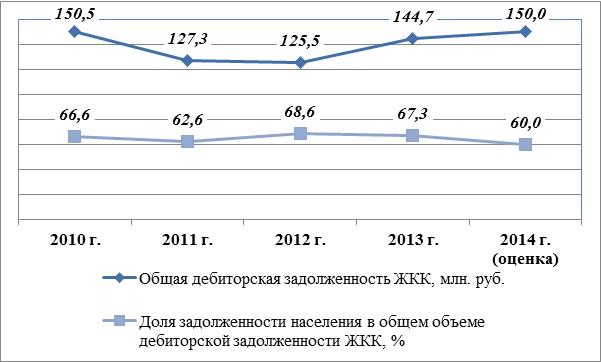 150,5 127,3 125,5 144,7 150,0
66,6 62,6 68,6 67,3 60,0
2010 г. 2011 г. 2012 г. 2013 г. 2014 г.
(оценка)
Общая дебиторская задолженность ЖКК, млн. руб.
Доля задолженности населения в общем объеме
дебиторской задолженности ЖКК, %